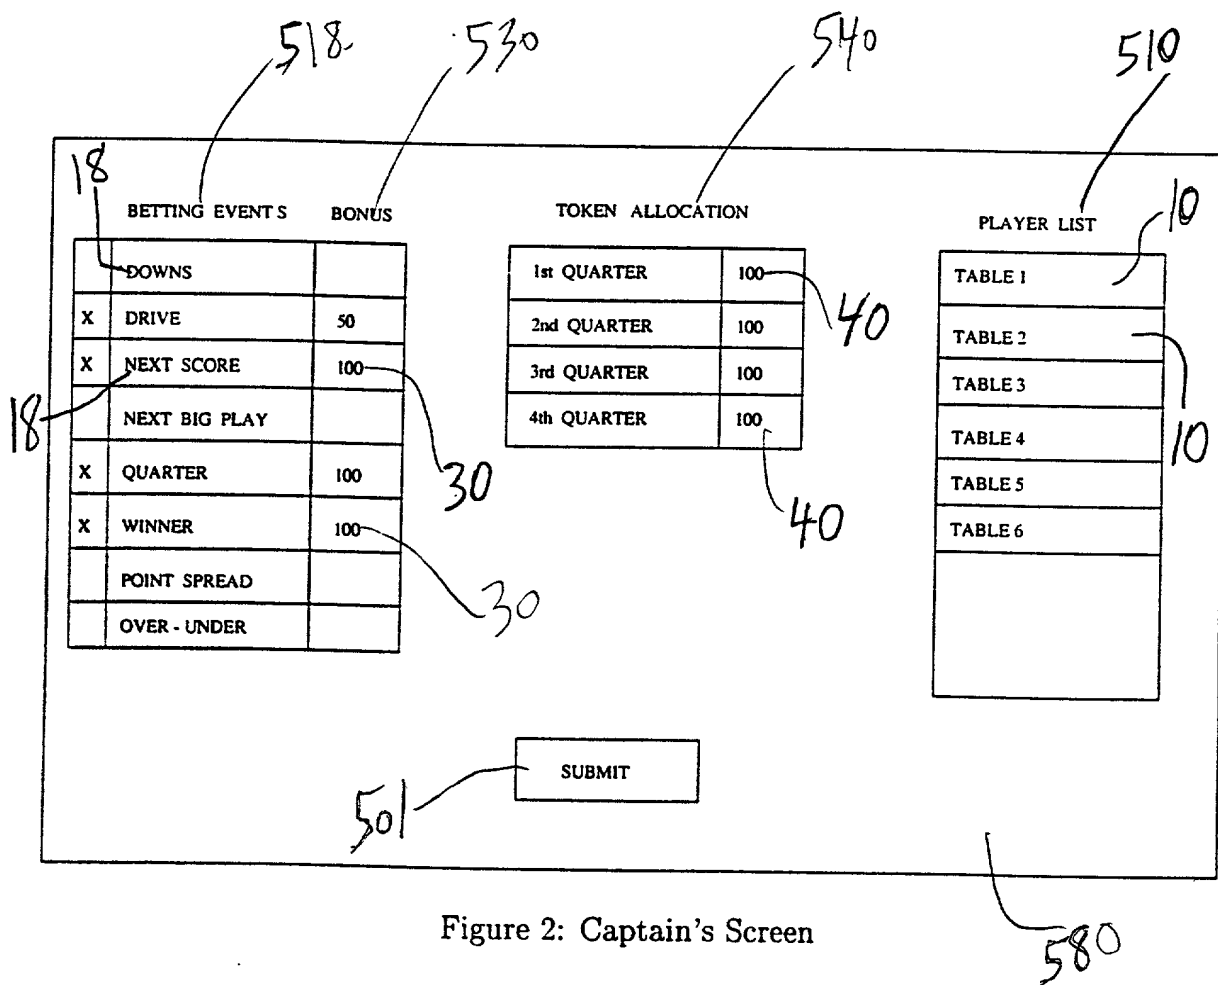 518 530 540 510
18
BETTING EVENTS BONUS TOKEN ALLOCATION PLAYER LIST 10
DOWNS
X DRIVE 50
X NEXT SCORE 100
18 NEXT BIG PLAY
X QUARTER 100 30
X WINNER 100
POINT SPREAD 30
OVER - UNDER
1st QUARTER 100
2nd QUARTER 100 40
3rd QUARTER 100
4th QUARTER 100
40
TABLE 1
TABLE 2
TABLE 3
TABLE 4 10
TABLE 5
TABLE 6
SUBMIT
501
580
Figure 2: Captain's Screen